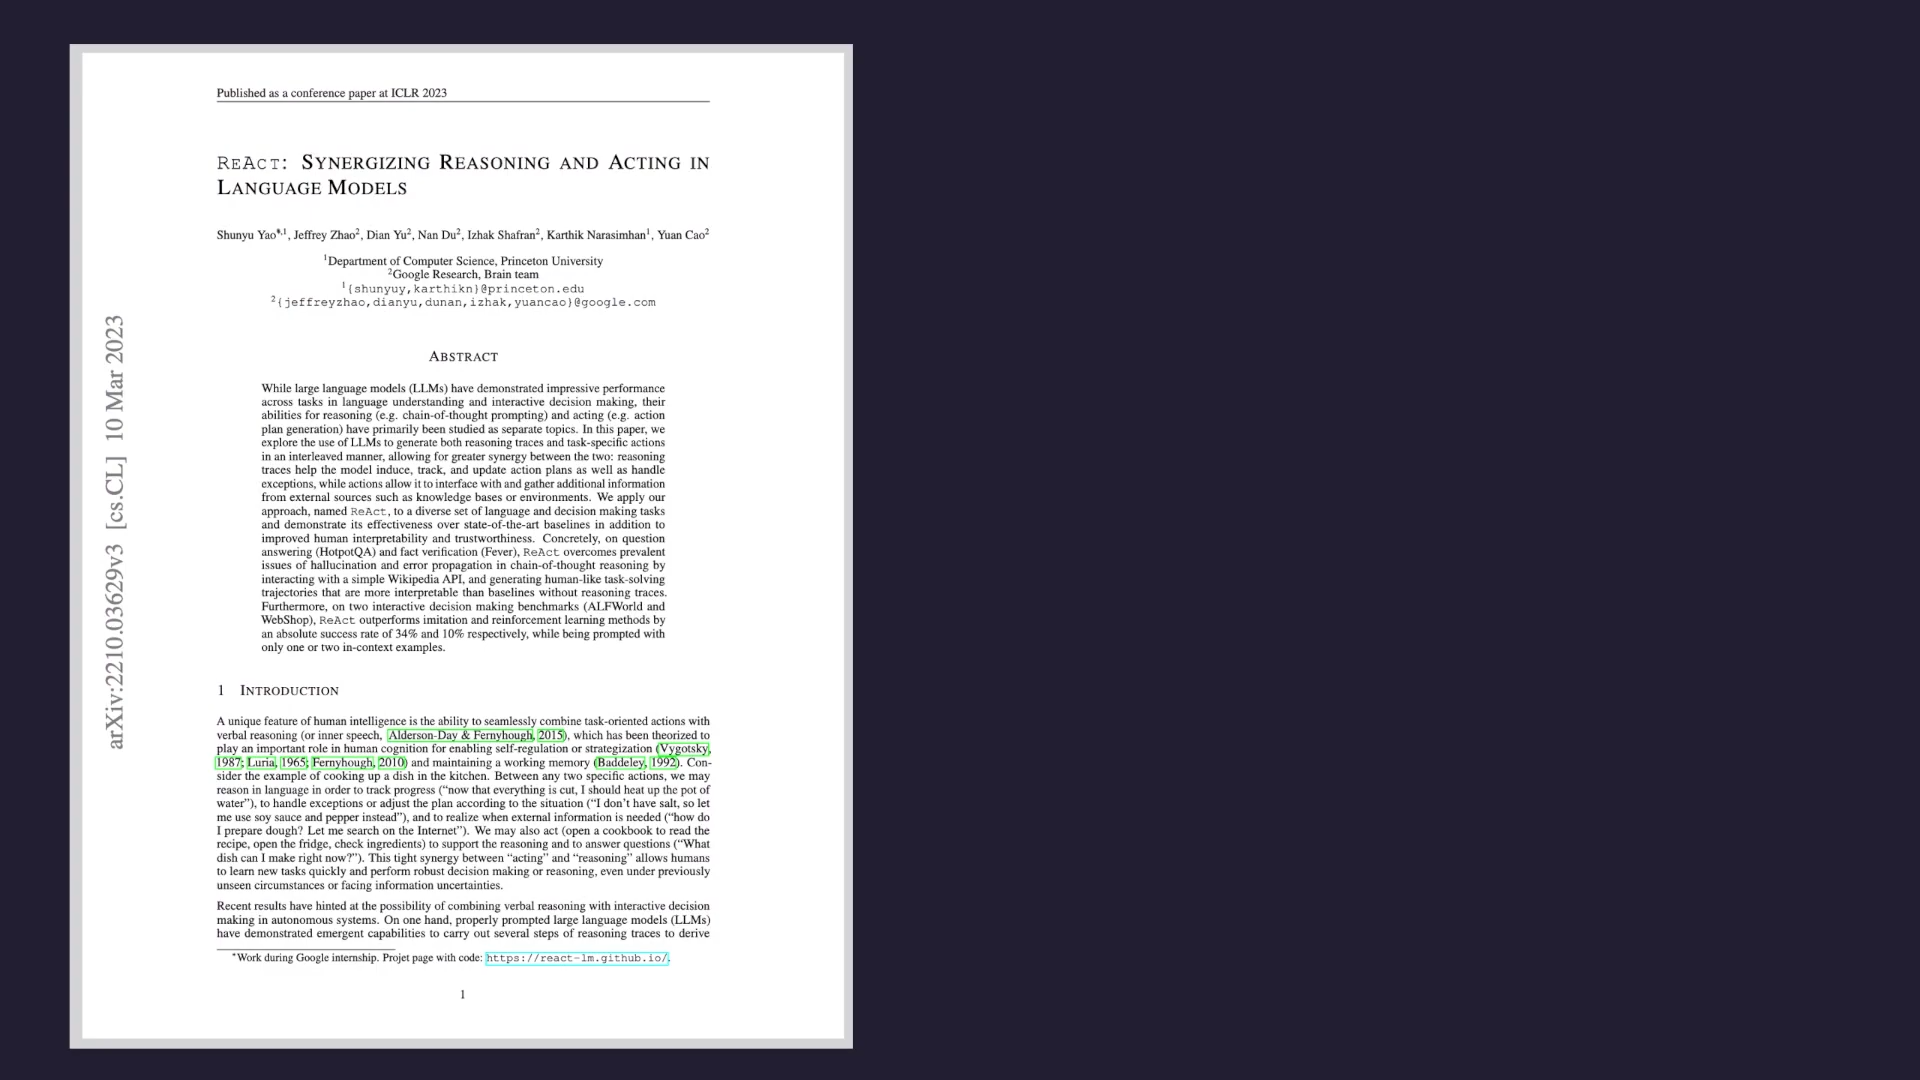 Published as a conference paper at ICLR 2023
REACT: SYNERGIZING REASONING AND ACTING IN
LANGUAGE MODELS
Shunyu Yao*,1, Jeffrey Zhao2, Dian Yu2, Nan Du2, Izhak Shafran2, Karthik Narasimhan1, Yuan Cao2
1Department of Computer Science, Princeton University
2Google Research, Brain team
1{shunyuy,karthikn}@princeton.edu
2{jeffreyzhao,dianyu,dunan,izhak,yuancao}@google.com
ABSTRACT
While large language models (LLMs) have demonstrated impressive performance
across tasks in language understanding and interactive decision making, their
abilities for reasoning (e.g. chain-of-thought prompting) and acting (e.g. action
plan generation) have primarily been studied as separate topics. In this paper, we
explore the use of LLMs to generate both reasoning traces and task-specific actions
in an interleaved manner, allowing for greater synergy between the two: reasoning
traces help the model induce, track, and update action plans as well as handle
exceptions, while actions allow it to interface with and gather additional information
from external sources such as knowledge bases or environments. We apply our
approach, named ReAct, to a diverse set of language and decision making tasks
and demonstrate its effectiveness over state-of-the-art baselines in addition to
improved human interpretability and trustworthiness. Concretely, on question
answering (HotpotQA) and fact verification (Fever), ReAct overcomes prevalent
issues of hallucination and error propagation in chain-of-thought reasoning by
interacting with a simple Wikipedia API, and generating human-like task-solving
trajectories that are more interpretable than baselines without reasoning traces.
Furthermore, on two interactive decision making benchmarks (ALFWorld and
WebShop), ReAct outperforms imitation and reinforcement learning methods by
an absolute success rate of 34% and 10% respectively, while being prompted with
only one or two in-context examples.
1 INTRODUCTION
A unique feature of human intelligence is the ability to seamlessly combine task-oriented actions with
verbal reasoning (or inner speech, Alderson-Day & Fernyhough, 2015), which has been theorized to
play an important role in human cognition for enabling self-regulation or strategization (Vygotsky,
1987; Luria, 1965; Fernyhough, 2010) and maintaining a working memory (Baddeley, 1992). Con-
sider the example of cooking up a dish in the kitchen. Between any two specific actions, we may
reason in language in order to track progress (“now that everything is cut, I should heat up the pot of
water”), to handle exceptions or adjust the plan according to the situation (“I don’t have salt, so let
me use soy sauce and pepper instead”), and to realize when external information is needed (“how do
I prepare dough? Let me search on the Internet”). We may also act (open a cookbook to read the
recipe, open the fridge, check ingredients) to support the reasoning and to answer questions (“What
dish can I make right now?”). This tight synergy between “acting” and “reasoning” allows humans
to learn new tasks quickly and perform robust decision making or reasoning, even under previously
unseen circumstances or facing information uncertainties.
Recent results have hinted at the possibility of combining verbal reasoning with interactive decision
making in autonomous systems. On one hand, properly prompted large language models (LLMs)
have demonstrated emergent capabilities to carry out several steps of reasoning traces to derive
*Work during Google internship. Projet page with code: https://react-lm.github.io/.
1
arXiv:2210.03629v3 [cs.CL] 10 Mar 2023